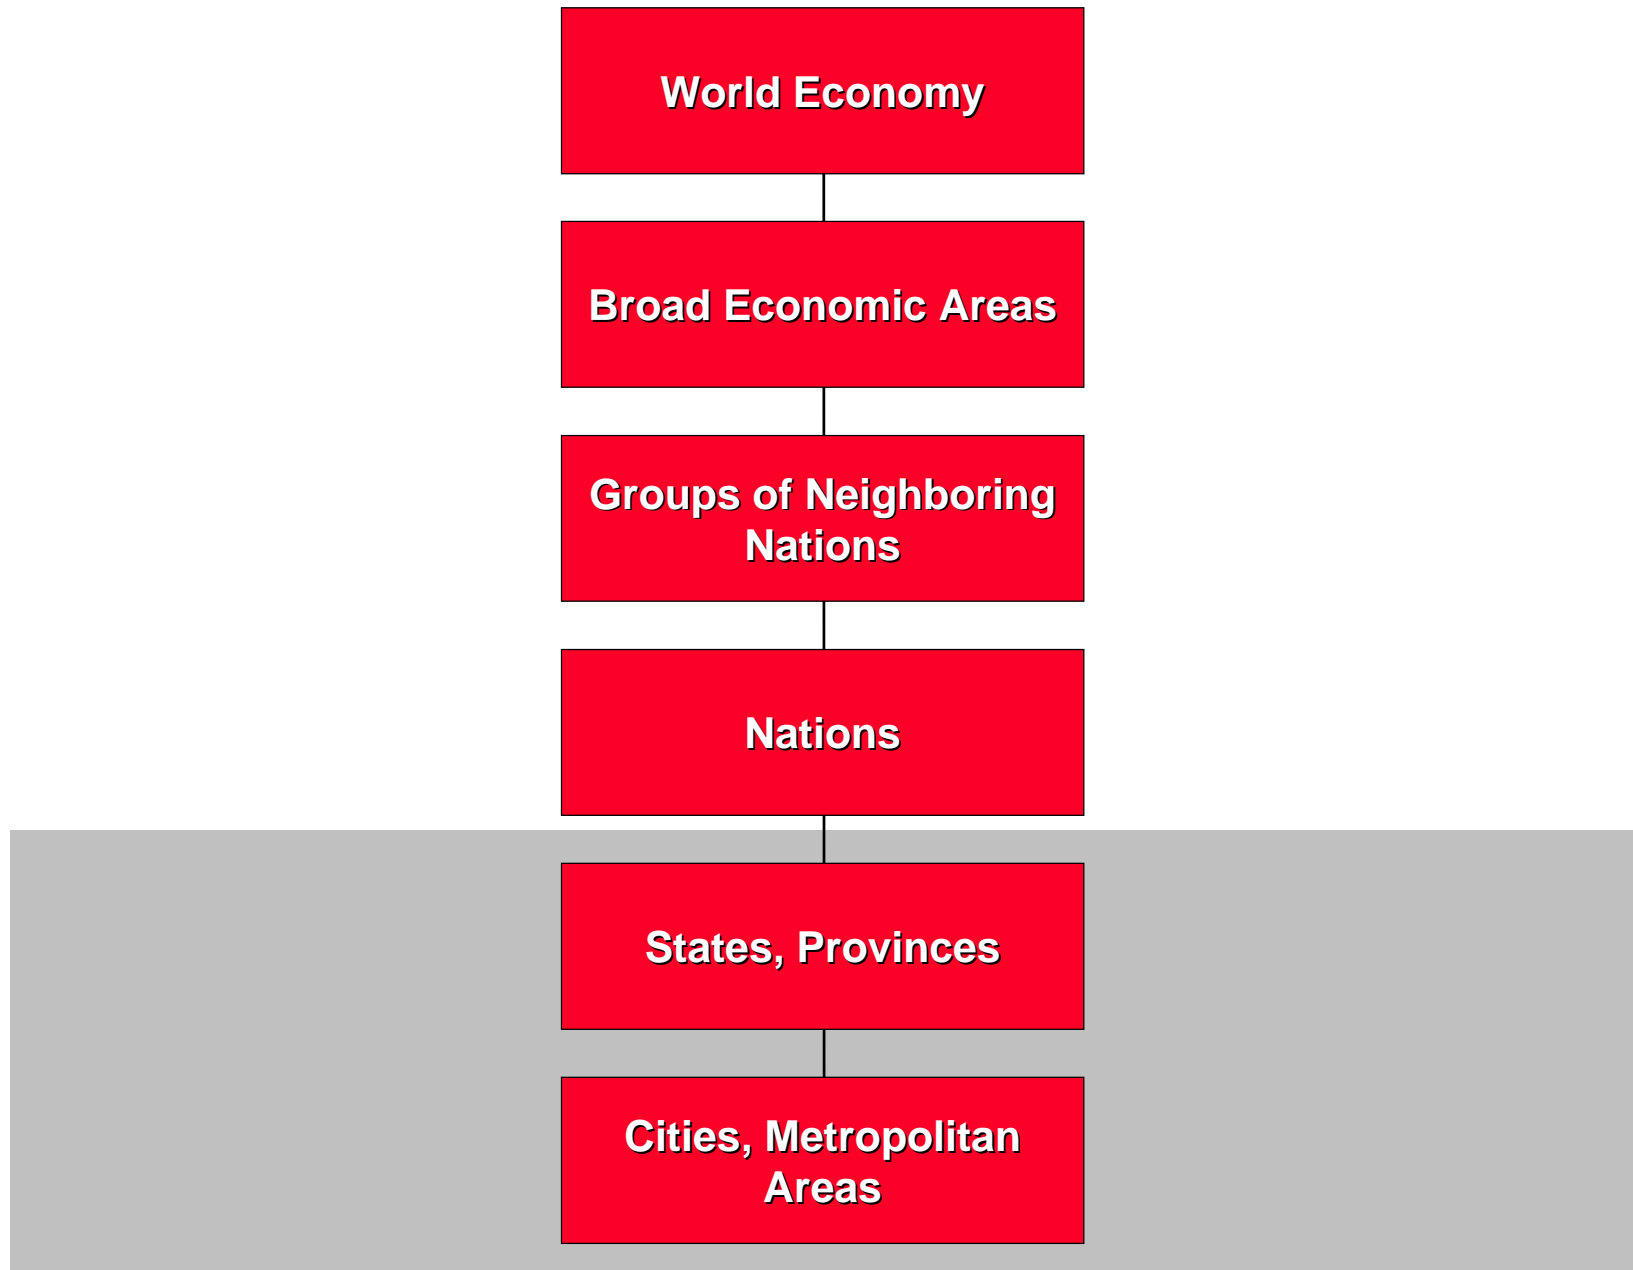 World Economy
Broad Economic Areas
Groups of Neighboring
Nations
Nations
States, Provinces
Cities, Metropolitan
Areas